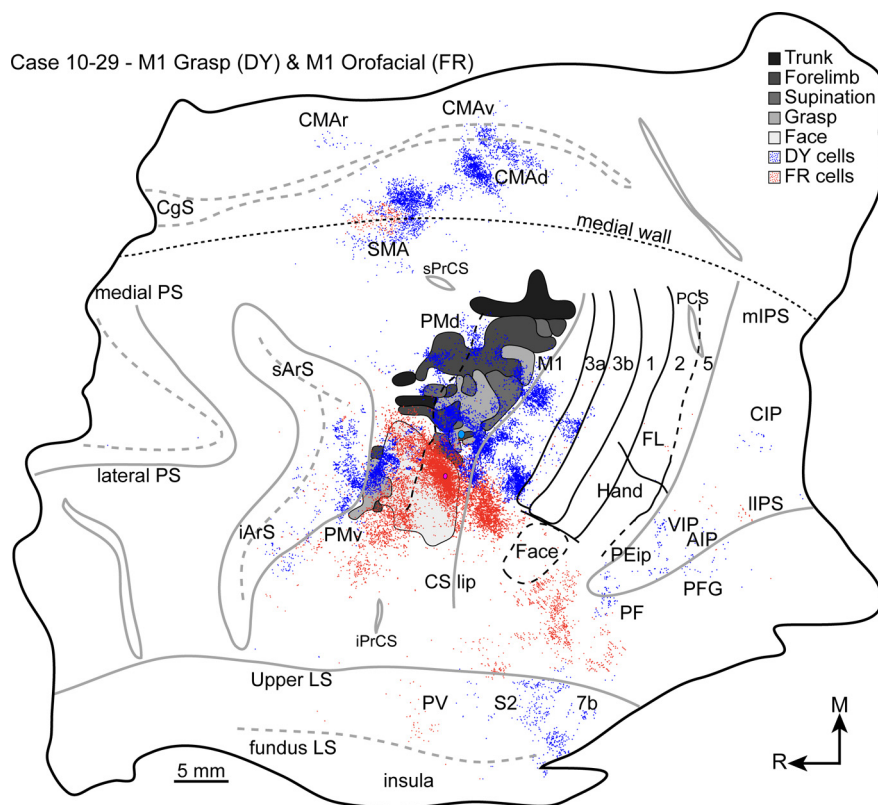 Case 10-29 - M1 Grasp (DY) & M1 Orofacial (FR)
Trunk
Forelimb
Supination
Grasp
Face
DY cells
FR cells
CMAr
CMAv
CMAd
CgS
SMA
medial wall
sPrCS
medial PS
PCS
mIPS
PMd
M1
3a
3b
1
2
5
sArS
CIP
FL
lateral PS
Hand
lIPS
VIP
AIP
iArS
PMv
Face
PEip
CS lip
PFG
PF
iPrCS
Upper LS
PV
S2
7b
M
fundus LS
R
5 mm
insula